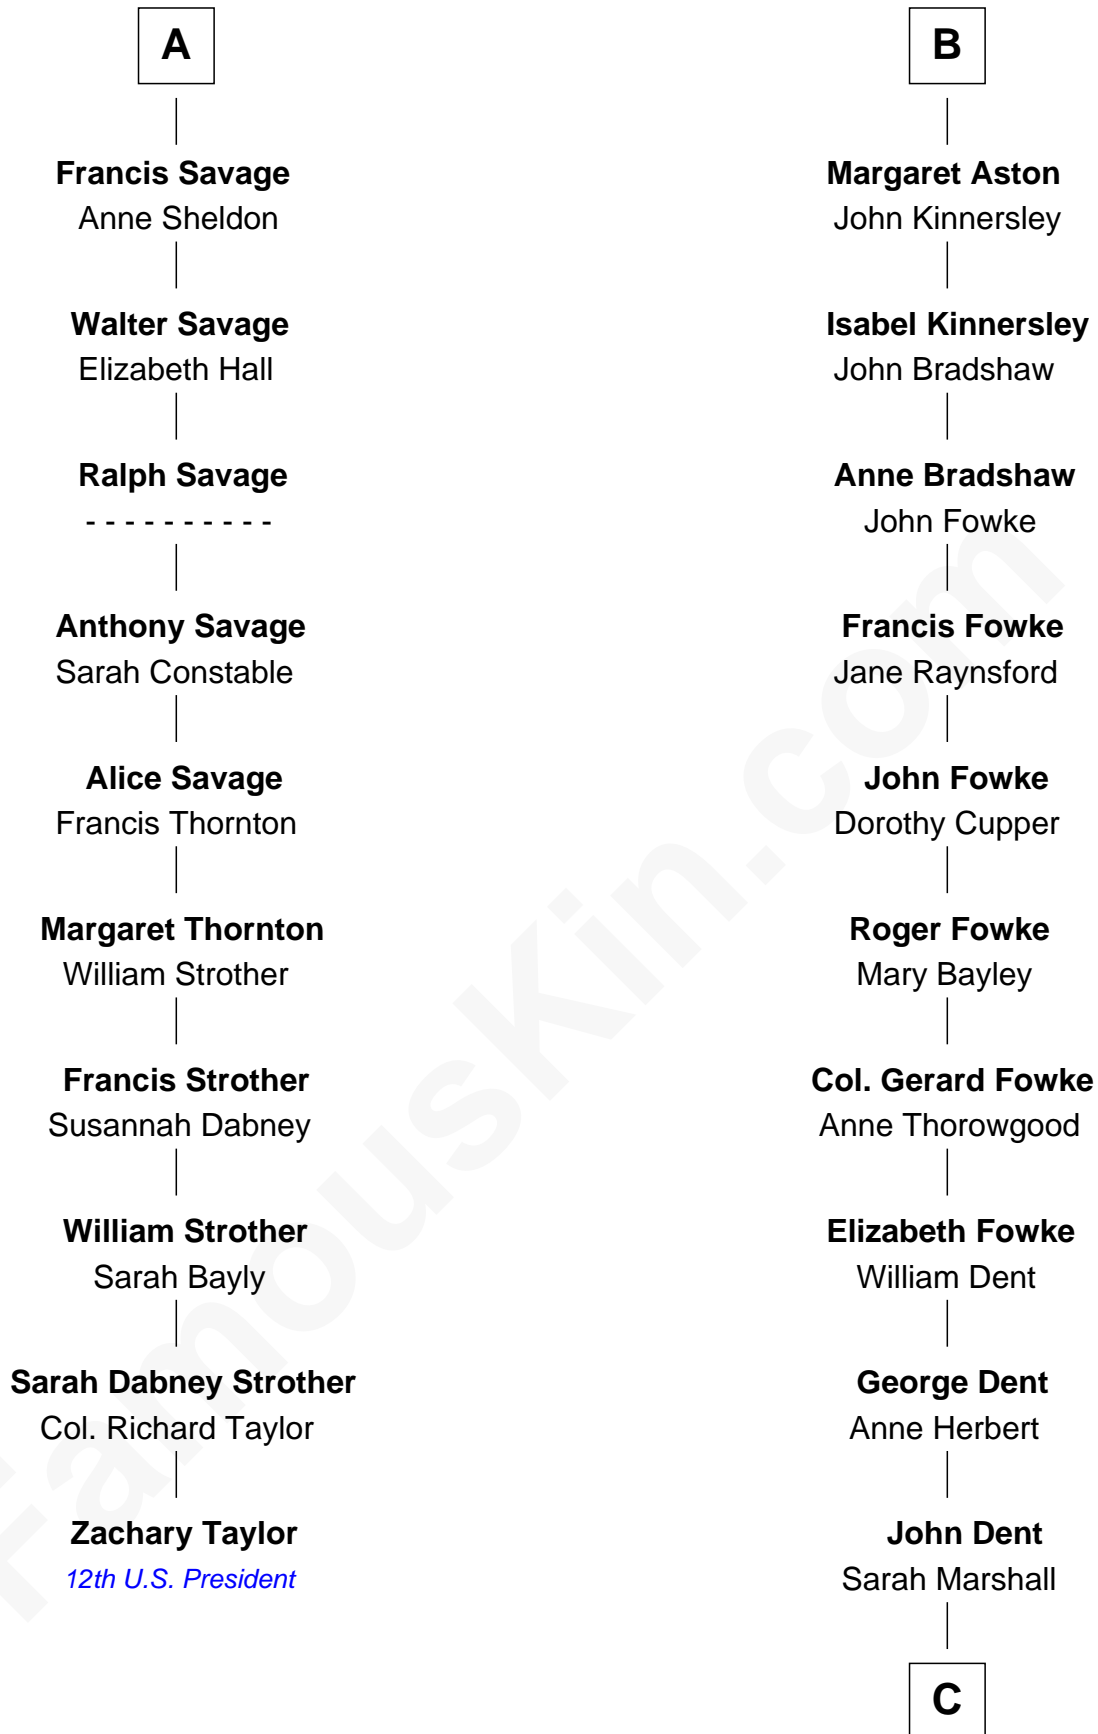 A
Francis Savage
Anne Sheldon
Walter Savage
Elizabeth Hall
Ralph Savage
- - - - - - - - - -
Anthony Savage
Sarah Constable
Alice Savage
Francis Thornton
Margaret Thornton
William Strother
Francis Strother
Susannah Dabney
William Strother
Sarah Bayly
Sarah Dabney Strother
Col. Richard Taylor
Zachary Taylor
12th U.S. President
B
Margaret Aston
John Kinnersley
Isabel Kinnersley
John Bradshaw
Anne Bradshaw
John Fowke
Francis Fowke
Jane Raynsford
John Fowke
Dorothy Cupper
Roger Fowke
Mary Bayley
Col. Gerard Fowke
Anne Thorowgood
Elizabeth Fowke
William Dent
George Dent
Anne Herbert
John Dent
Sarah Marshall
C
FamousKin.com